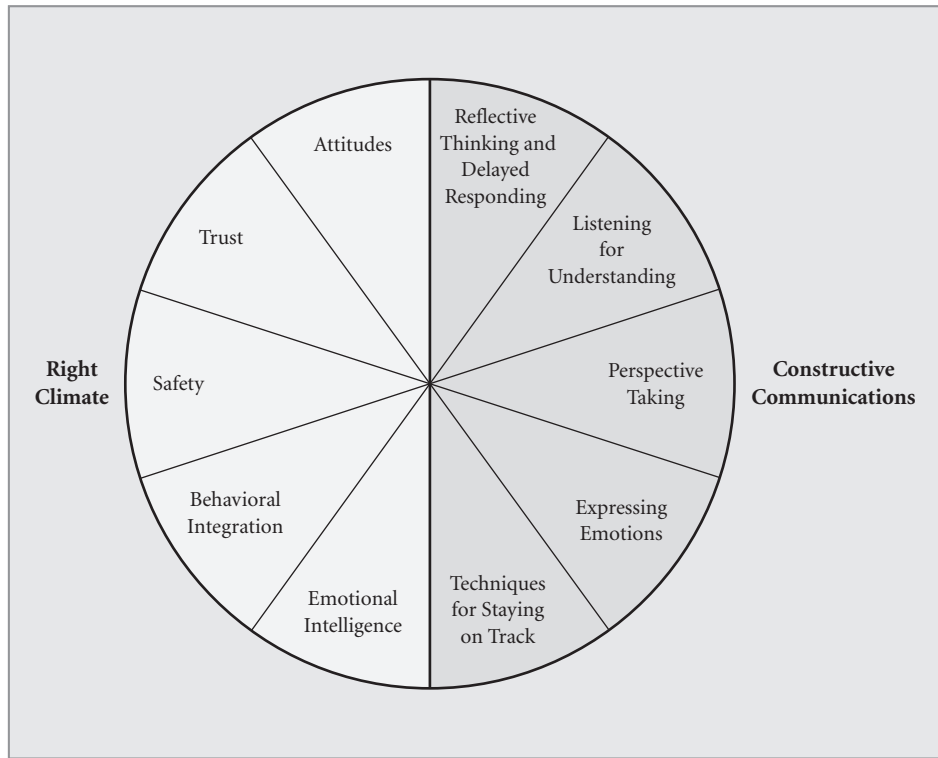 Right
Climate
Attitudes
Trust
Safety
Behavioral
Integration
Emotional
Intelligence
Reflective
Thinking and
Delayed
Responding
Listening
for
Understanding
Perspective
Taking
Expressing
Emotions
Techniques
for Staying
on Track
Constructive
Communications